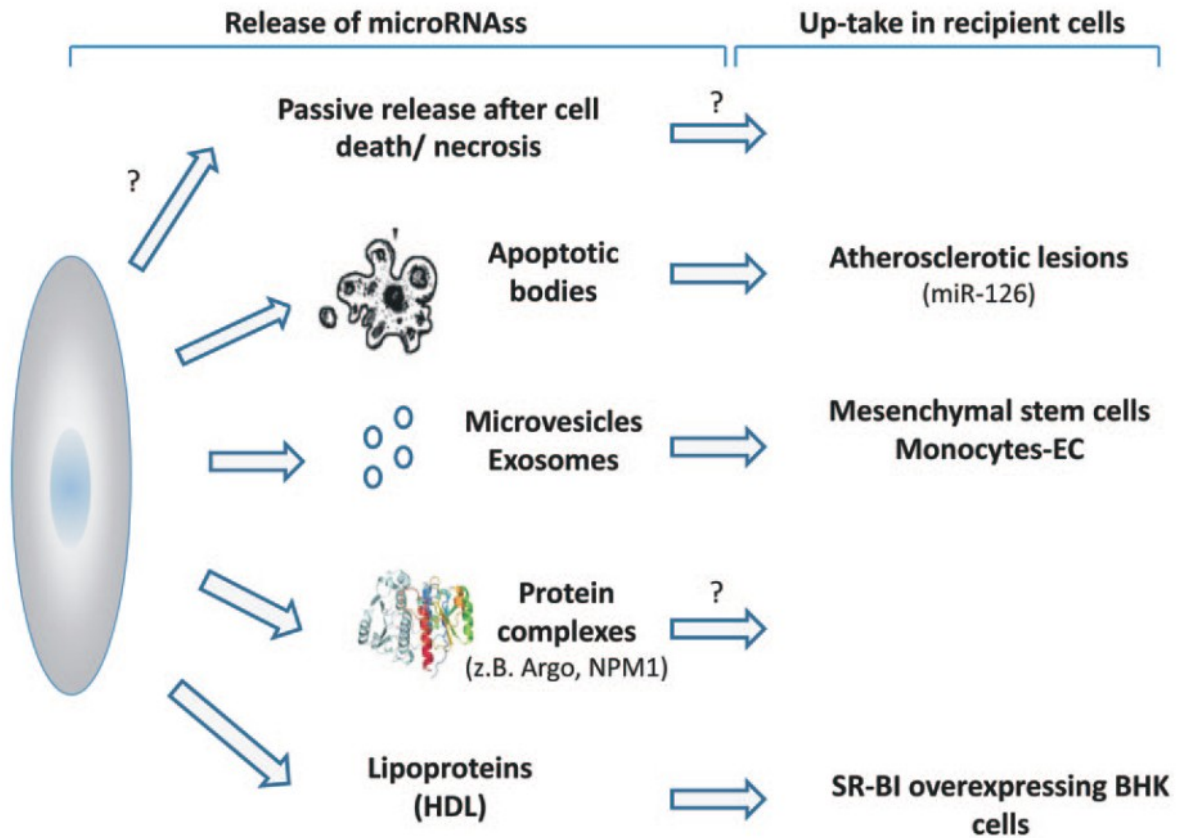 Release of microRNAss
Up-take in recipient cells
?
Passive release after cell
death/ necrosis
?
Apoptotic
bodies
Atherosclerotic lesions
(miR-126)
Microvesicles
Exosomes
Mesenchymal stem cells
Monocytes-EC
Protein
complexes
(z.B. Argo, NPM1)
?
Lipoproteins
(HDL)
SR-BI overexpressing BHK
cells